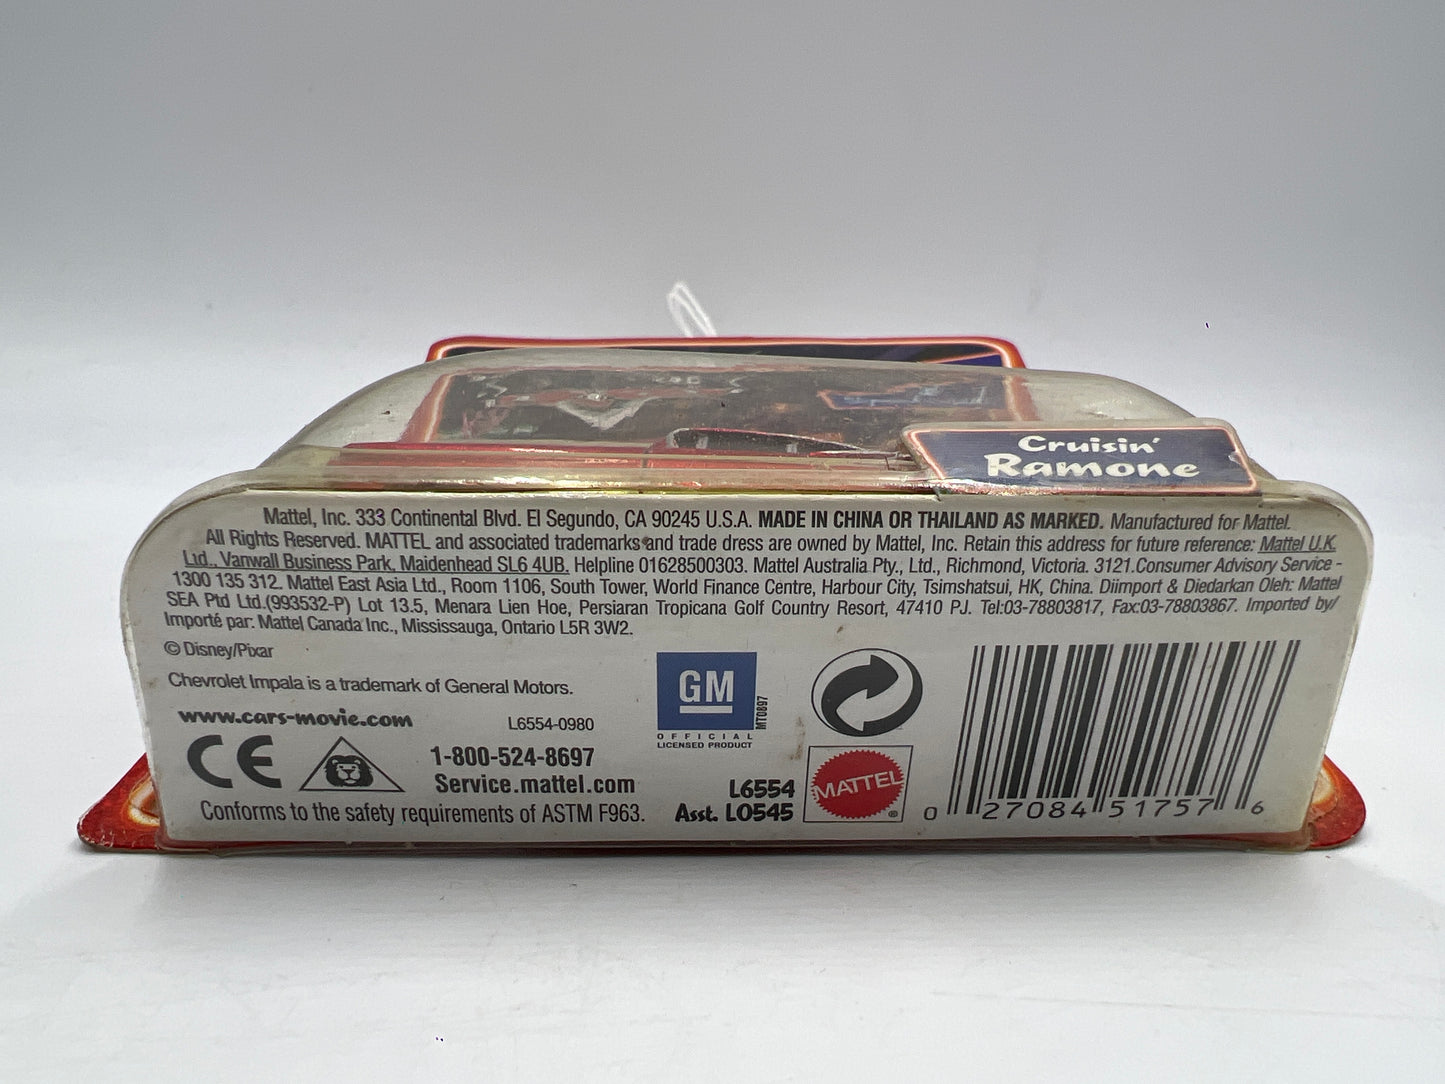 Cruisin'
Ramone
Mattel, Inc. 333 Continental Blvd. El Segundo, CA 90245 U.S.A. MADE IN CHINA OR THAILAND AS MARKED. Manufactured for Mattel.
All Rights Reserved. MATTEL and associated trademarks and trade dress are owned by Mattel, Inc. Retain this address for future reference: Mattel U.K.
Ltd., Vanwall Business Park, Maidenhead SL6 4UB. Helpline 01628500303. Mattel Australia Pty., Ltd., Richmond, Victoria. 3121.Consumer Advisory Service -
1300 135 312. Mattel East Asia Ltd., Room 1106, South Tower, World Finance Centre, Harbour City, Tsimshatsui, HK, China. Diimport & Diedarkan Oleh: Mattel
SEA Ptd Ltd.(993532-P) Lot 13.5, Menara Lien Hoe, Persiaran Tropicana Golf Country Resort, 47410 PJ. Tel:03-78803817, Fax:03-78803867. Imported by/
Importé par: Mattel Canada Inc., Mississauga, Ontario L5R 3W2.
© Disney/Pixar
Chevrolet Impala is a trademark of General Motors.
www.cars-movie.com
L6554-0980
CE
1-800-524-8697
Service.mattel.com
Conforms to the safety requirements of ASTM F963.
GM
MT0897
OFFICIAL
LICENSED PRODUCT
L6554
Asst. L0545
MATTEL
®
0 27084 51757 6